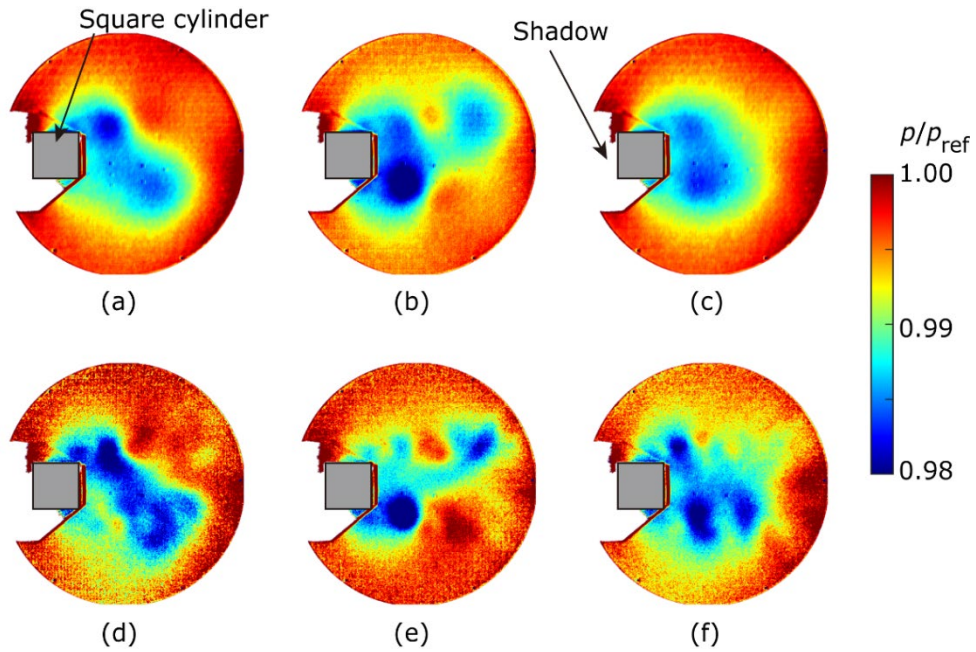 Square cylinder
Shadow
p/pref
1.00
0.99
0.98
(a)
(b)
(c)
(d)
(e)
(f)